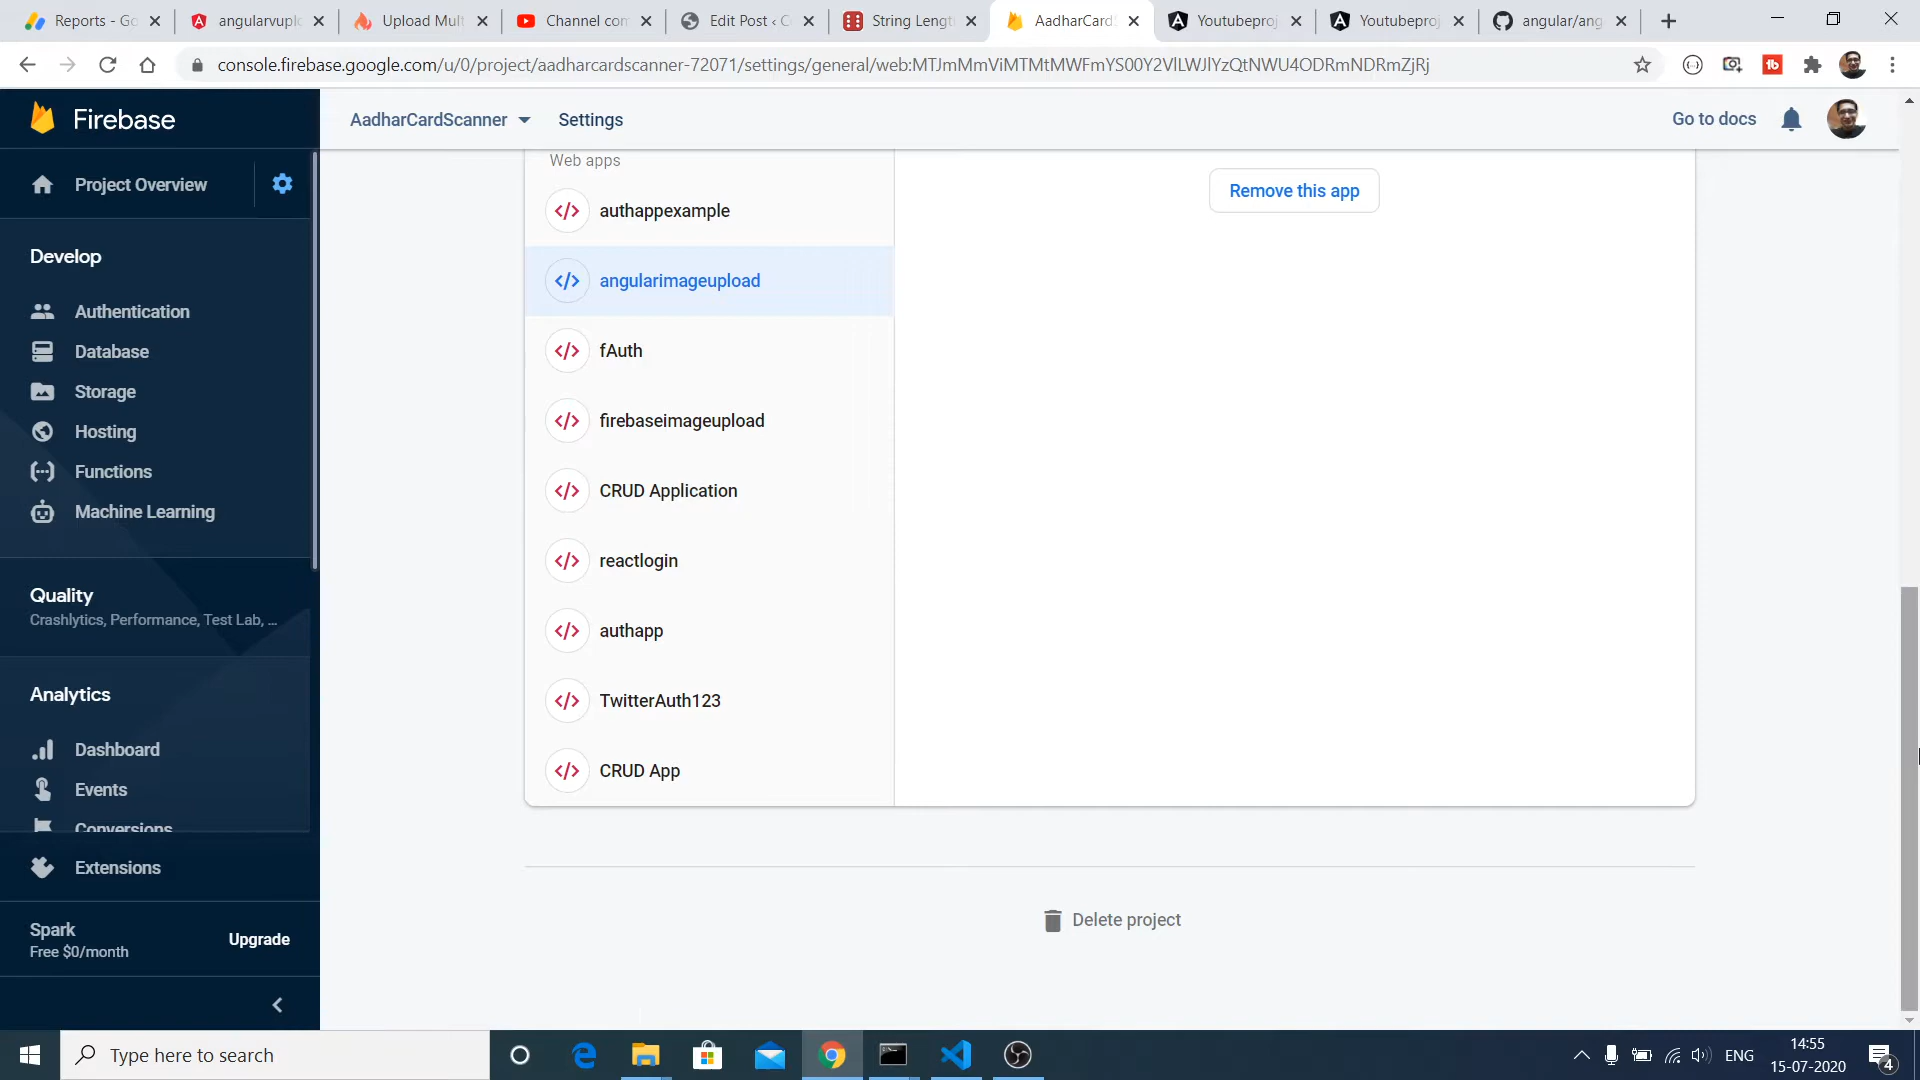 Reports - Go
angularvuplo
Upload Mult
Channel con
Edit Post ‹ C
String Lengt
AadharCardS
Youtubeproj
Youtubeproj
angular/ang
console.firebase.google.com/u/0/project/aadharcardscanner-72071/settings/general/web:MTJmMmViMTMtMWFmYS00Y2VlLWJlYzQtNWU4ODRmNDRmZjRj
Firebase
AadharCardScanner
Settings
Go to docs
Project Overview
Develop
Authentication
Database
Storage
Hosting
Functions
Machine Learning
Quality
Crashlytics, Performance, Test Lab, ...
Analytics
Dashboard
Events
Conversions
Extensions
Spark
Free $0/month
Upgrade
Web apps
authappexample
angularimageupload
fAuth
firebaseimageupload
CRUD Application
reactlogin
authapp
TwitterAuth123
CRUD App
Remove this app
Delete project
Type here to search
ENG
14:55
15-07-2020
4